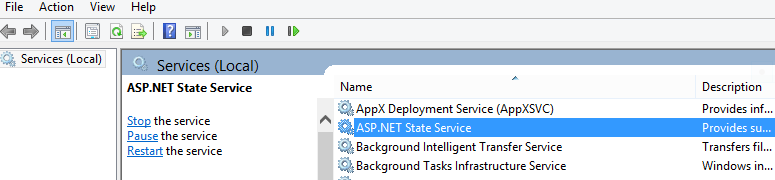 File Action View Help
Services (Local)
Services (Local)
ASP.NET State Service
Stop the service
Pause the service
Restart the service
Name Description
AppX Deployment Service (AppXSVC) Provides inf...
ASP.NET State Service Provides su...
Background Intelligent Transfer Service Transfers fil...
Background Tasks Infrastructure Service Windows in...